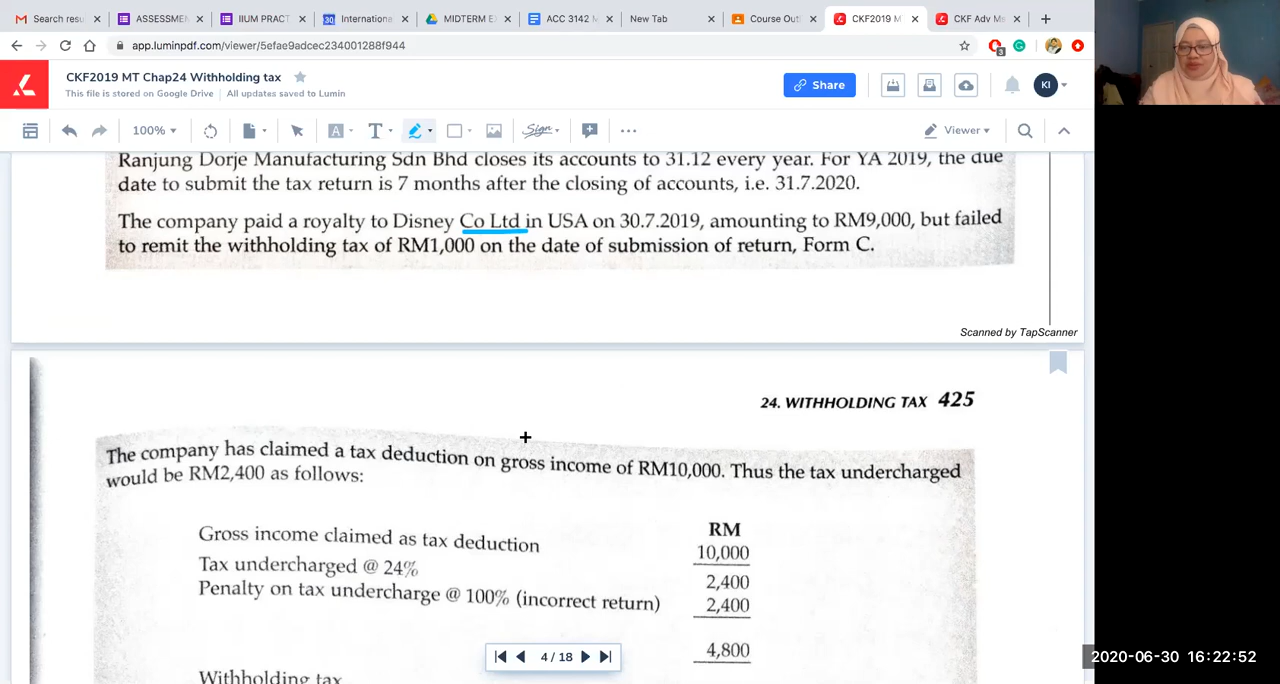 Search resu
ASSESSMEN
IIUM PRACT
Internationa
MIDTERM E
ACC 3142 M
New Tab
Course Out
CKF2019 M
CKF Adv Ms
app.luminpdf.com/viewer/5efae9adcec234001288f944
3
CKF2019 MT Chap24 Withholding tax
This file is stored on Google Drive | All updates saved to Lumin
Share
KI
100%
A
T
Sign
Viewer
Ranjung Dorje Manufacturing Sdn Bhd closes its accounts to 31.12 every year. For YA 2019, the due
date to submit the tax return is 7 months after the closing of accounts, i.e. 31.7.2020.
The company paid a royalty to Disney Co Ltd in USA on 30.7.2019, amounting to RM9,000, but failed
to remit the withholding tax of RM1,000 on the date of submission of return, Form C.
Scanned by TapScanner
24. WITHHOLDING TAX 425
The company has claimed a tax deduction on gross income of RM10,000. Thus the tax undercharged
would be RM2,400 as follows:
RM
Gross income claimed as tax deduction 10,000
Tax undercharged @ 24% 2,400
Penalty on tax undercharge @ 100% (incorrect return) 2,400
4,800
Withholding tax
4 / 18
2020-06-30 16:22:52